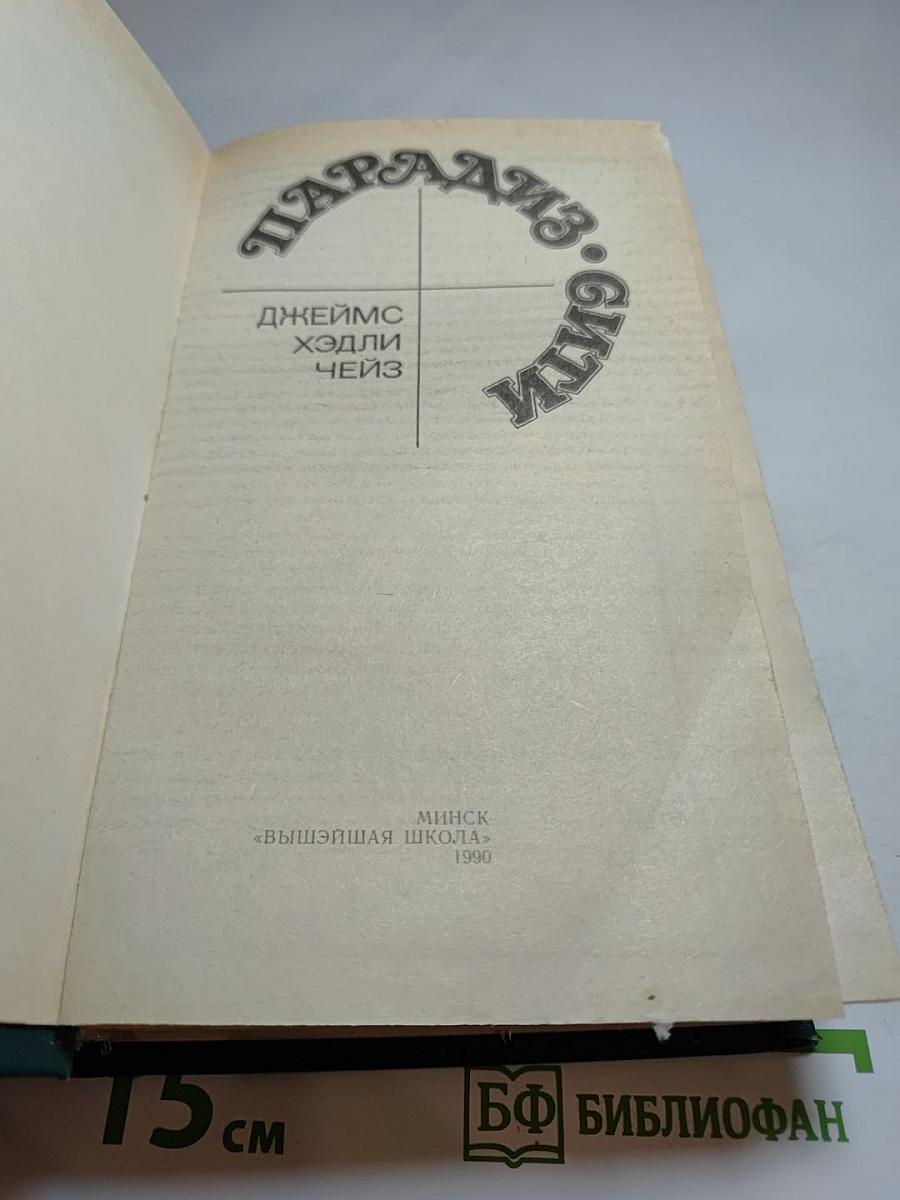 ПАРАДИЗ·СИТИ
ДЖЕЙМС
ХЭДЛИ
ЧЕЙЗ
МИНСК
«ВЫШЭЙШАЯ ШКОЛА»
1990
15 см
БФ БИБЛИОФАН